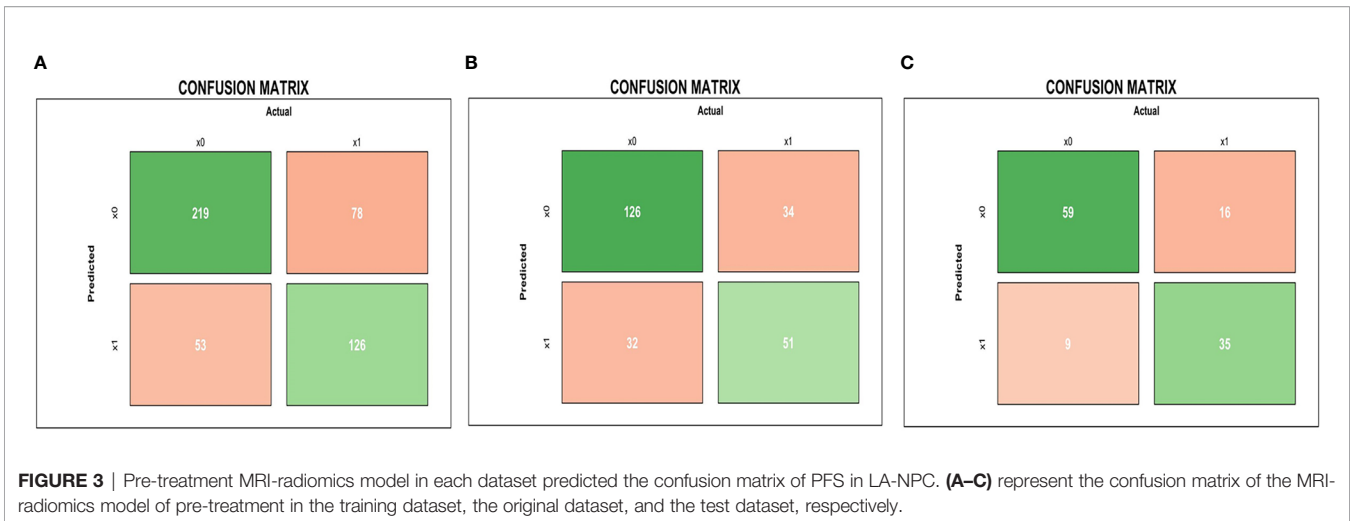 A
CONFUSION MATRIX
Actual
x0 x1
x0
219 78
Predicted
x1
53 126
B
CONFUSION MATRIX
Actual
x0 x1
x0
126 34
Predicted
x1
32 51
C
CONFUSION MATRIX
Actual
x0 x1
x0
59 16
Predicted
x1
9 35
FIGURE 3 | Pre-treatment MRI-radiomics model in each dataset predicted the confusion matrix of PFS in LA-NPC. (A–C) represent the confusion matrix of the MRI-
radiomics model of pre-treatment in the training dataset, the original dataset, and the test dataset, respectively.